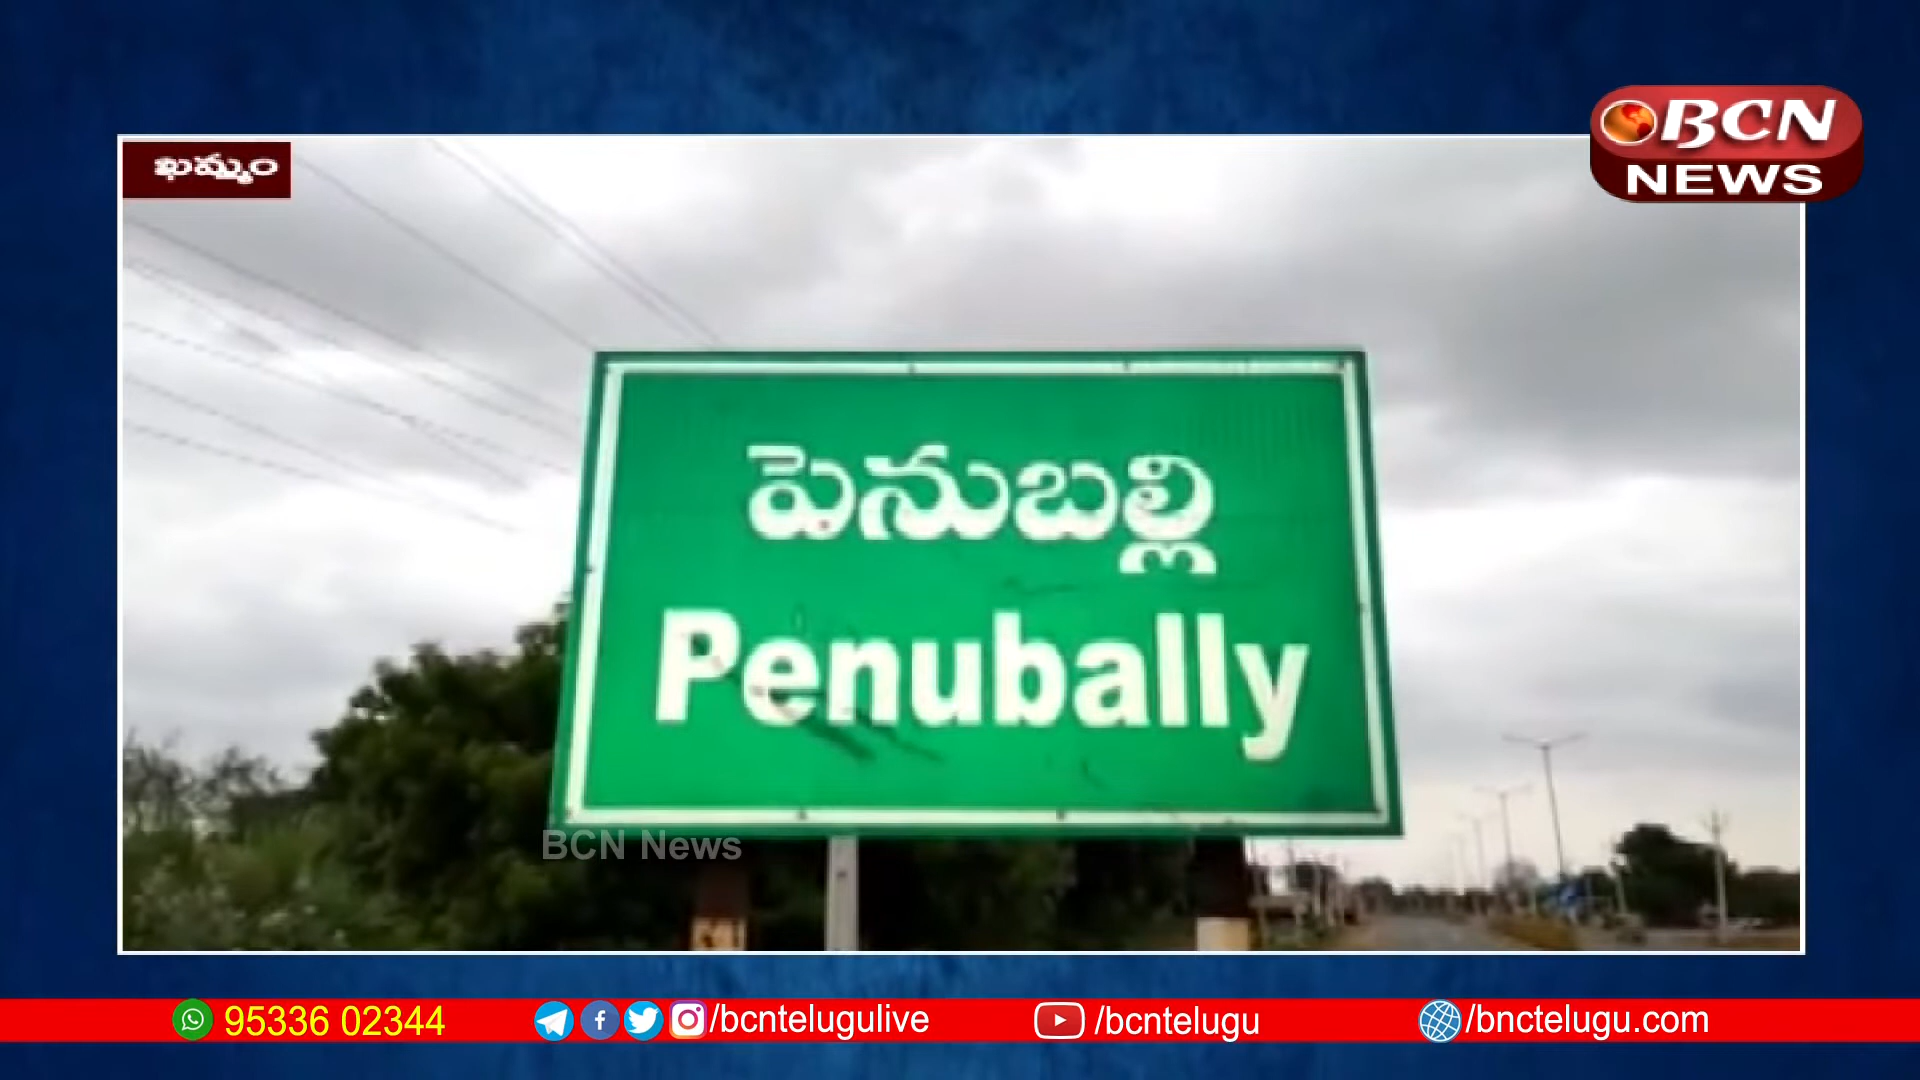 BCN
NEWS
ఖమ్మం
పెనుబల్లి
Penubally
BCN News
95336 02344
/bcntelugulive
/bcntelugu
/bnctelugu.com